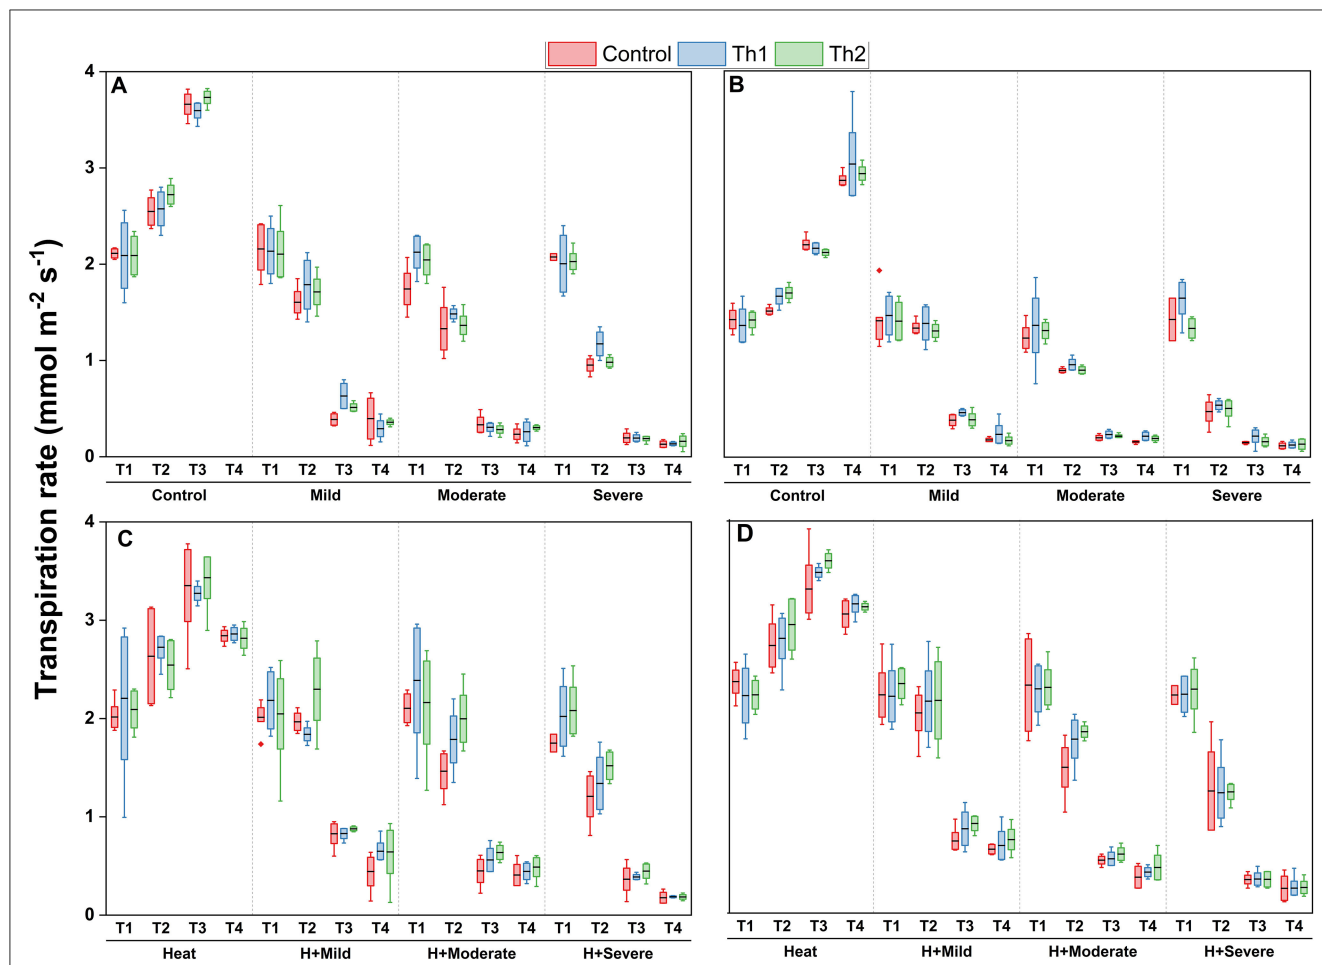 Control Th1 Th2
Transpiration rate (mmol m⁻² s⁻¹)
A
4
3
2
1
0
T1 T2 T3 T4 T1 T2 T3 T4 T1 T2 T3 T4 T1 T2 T3 T4
Control Mild Moderate Severe
B
T1 T2 T3 T4 T1 T2 T3 T4 T1 T2 T3 T4 T1 T2 T3 T4
Control Mild Moderate Severe
C
4
3
2
1
0
T1 T2 T3 T4 T1 T2 T3 T4 T1 T2 T3 T4 T1 T2 T3 T4
Heat H+Mild H+Moderate H+Severe
D
T1 T2 T3 T4 T1 T2 T3 T4 T1 T2 T3 T4 T1 T2 T3 T4
Heat H+Mild H+Moderate H+Severe